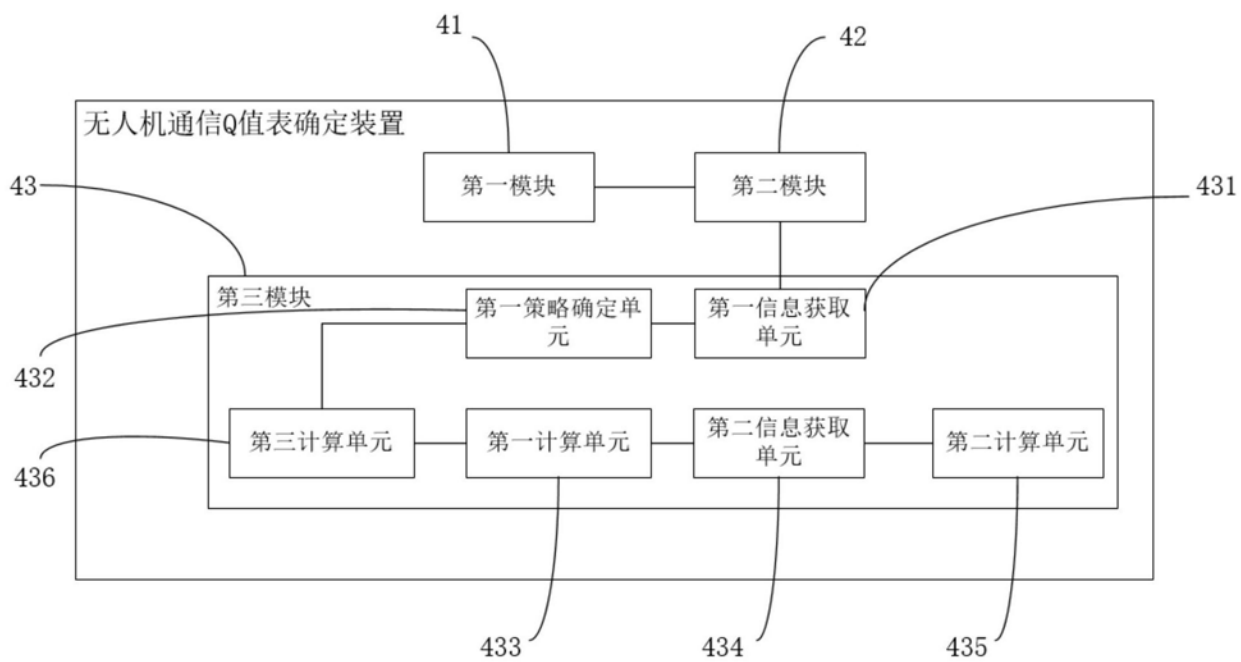 41
42
无人机通信Q值表确定装置
43
第一模块
第二模块
431
第三模块
第一策略确定单
元
第一信息获取
单元
432
第三计算单元
第一计算单元
第二信息获取
单元
第二计算单元
436
433
434
435